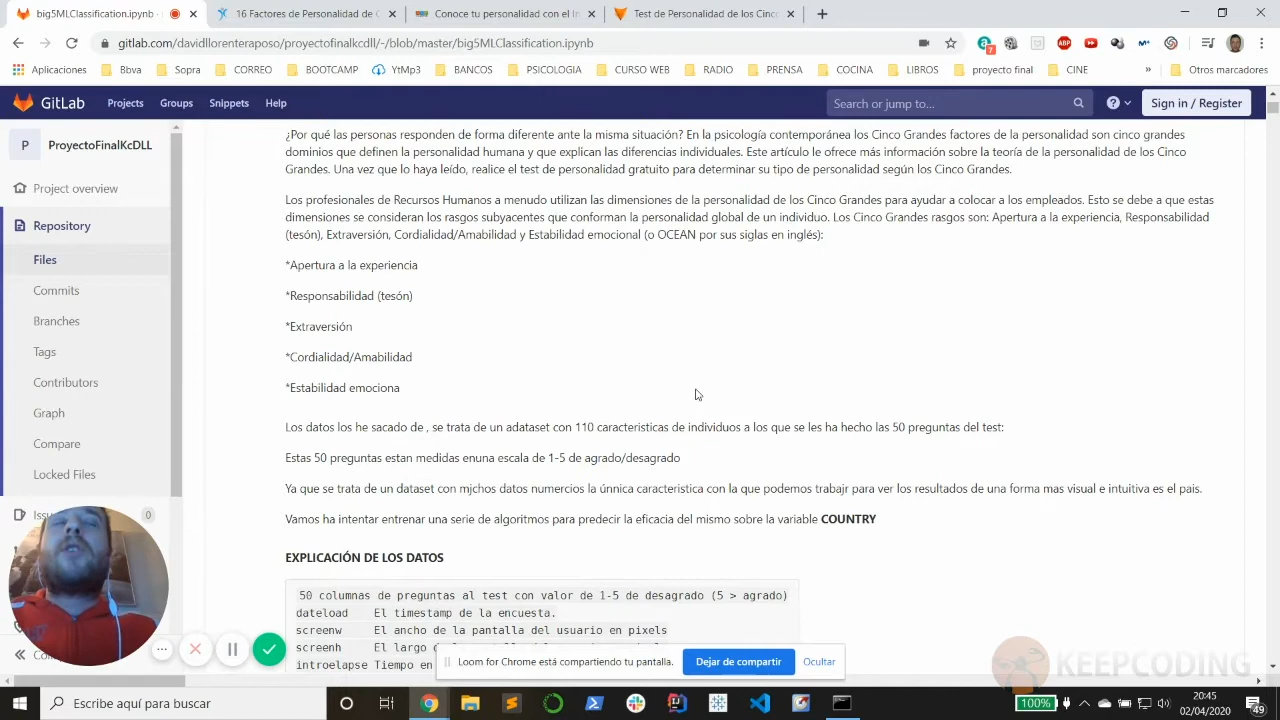 big5MLClassification.ipynb
16 Factores de Personalidad de C
Conoce tu personalidad con el In
Test de Personalidad de los Cinc
gitlab.com/davidllorenteraposo/proyectofinalkcdll/-/blob/master/big5MLClassification.ipynb
Aplicaciones Bbva Sopra CORREO BOOTCAMP YtMp3 BANCOS PSICOLOGIA CURSO WEB RADIO PRENSA COCINA LIBROS proyecto final CINE » Otros marcadores
GitLab Projects Groups Snippets Help Search or jump to... Sign in / Register
P ProyectoFinalKcDLL
Project overview
Repository
Files
Commits
Branches
Tags
Contributors
Graph
Compare
Locked Files
0
¿Por qué las personas responden de forma diferente ante la misma situación? En la psicología contemporánea los Cinco Grandes factores de la personalidad son cinco grandes
dominios que definen la personalidad humana y que explican las diferencias individuales. Este artículo le ofrece más información sobre la teoría de la personalidad de los Cinco
Grandes. Una vez que lo haya leído, realice el test de personalidad gratuito para determinar su tipo de personalidad según los Cinco Grandes.
Los profesionales de Recursos Humanos a menudo utilizan las dimensiones de la personalidad de los Cinco Grandes para ayudar a colocar a los empleados. Esto se debe a que estas
dimensiones se consideran los rasgos subyacentes que conforman la personalidad global de un individuo. Los Cinco Grandes rasgos son: Apertura a la experiencia, Responsabilidad
(tesón), Extraversión, Cordialidad/Amabilidad y Estabilidad emocional (o OCEAN por sus siglas en inglés):
*Apertura a la experiencia
*Responsabilidad (tesón)
*Extraversión
*Cordialidad/Amabilidad
*Estabilidad emociona
Los datos los he sacado de , se trata de un adataset con 110 caracteristicas de individuos a los que se les ha hecho las 50 preguntas del test:
Estas 50 preguntas estan medidas enuna escala de 1-5 de agrado/desagrado
Ya que se trata de un dataset con mjchos datos numercios la únnica caracteristica con la que podemos trabajr para ver los resultados de una forma mas visual e intuitiva es el pais.
Vamos ha intentar entrenar una serie de algoritmos para predecir la eficacia del mismo sobre la variable COUNTRY
EXPLICACIÓN DE LOS DATOS
50 columnas de preguntas al test con valor de 1-5 de desagrado (5 > agrado)
dateload El timestamp de la encuesta.
screenw El ancho de la pantalla del usuario en pixels
screenh El largo
introelapse Tiempo en
Loom for Chrome está compartiendo tu pantalla. Dejar de compartir Ocultar
KEEPCODING
Escribe aquí para buscar
100%
20:45
02/04/2020
49